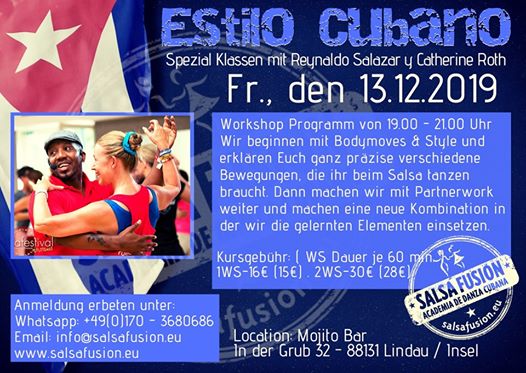 Estilo Cubano
Spezial Klassen mit Reynaldo Salazar y Catherine Roth
Fr., den 13.12.2019
Workshop Programm von 19.00 - 21.00 Uhr
Wir beginnen mit Bodymoves & Style und
erklären Euch ganz präzise verschiedene
Bewegungen, die ihr beim Salsa tanzen
braucht. Dann machen wir mit Partnerwork
weiter und machen eine neue Kombination in
der wir die gelernten Elementen einsetzen.
Kursgebühr: ( WS Dauer je 60 min.
1WS-16€ (15€) . 2WS-30€ (28€)
SALSA FUSION
ACADEMIA DE DANZA CUBANA
salsafusion.eu
Anmeldung erbeten unter:
Whatsapp: +49(0)170 - 3680686
Email: info@salsafusion.eu
www.salsafusion.eu
Location: Mojito Bar
In der Grub 32 - 88131 Lindau / Insel